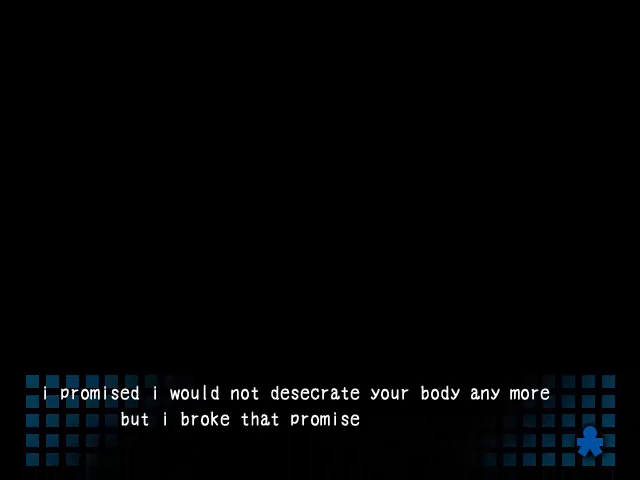 i promised i would not desecrate your body any more
but i broke that promise